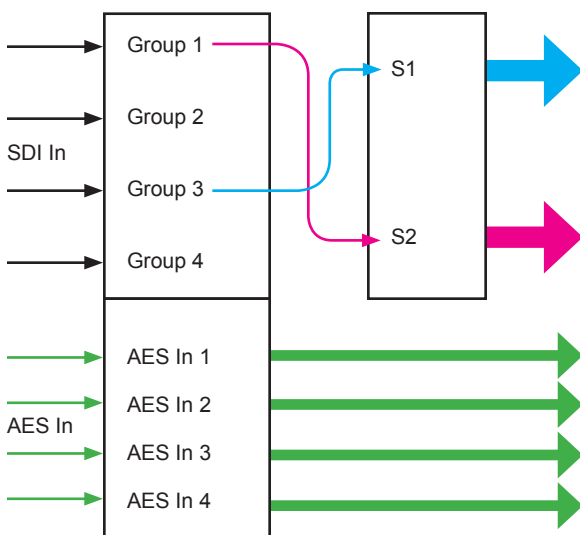 Group 1
Group 2
SDI In
Group 3
Group 4
S1
S2
AES In 1
AES In 2
AES In
AES In 3
AES In 4